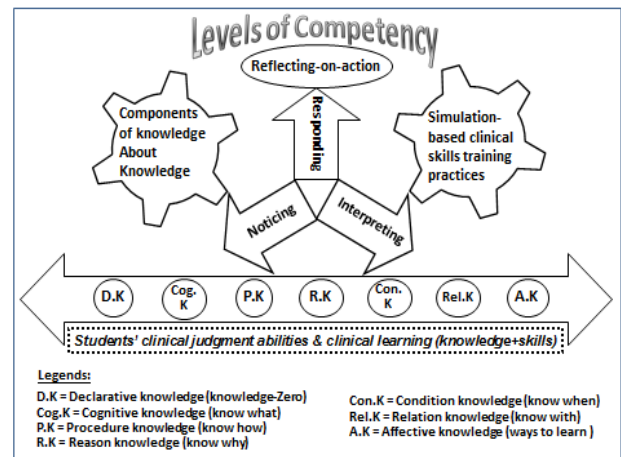 Levels of Competency
Reflecting-on-action
Components
of knowledge
About
Knowledge
Responding
Simulation-
based clinical
skills training
practices
Noticing
Interpreting
D.K
Cog.
K
P.K
R.K
Con.
K
Rel.K
A.K
Students' clinical judgment abilities & clinical learning (knowledge+skills)
Legends:
D.K = Declarative knowledge (knowledge-Zero)
Cog.K = Cognitive knowledge (know what)
P.K = Procedure knowledge (know how)
R.K = Reason knowledge (know why)
Con.K = Condition knowledge (know when)
Rel.K = Relation knowledge (know with)
A.K = Affective knowledge (ways to learn )